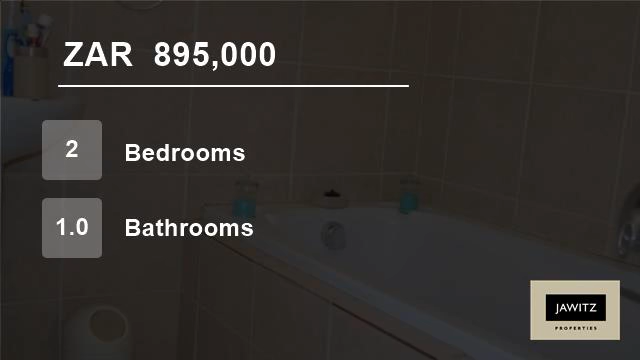 ZAR 895,000
2 Bedrooms
1.0 Bathrooms
JAWITZ
PROPERTIES